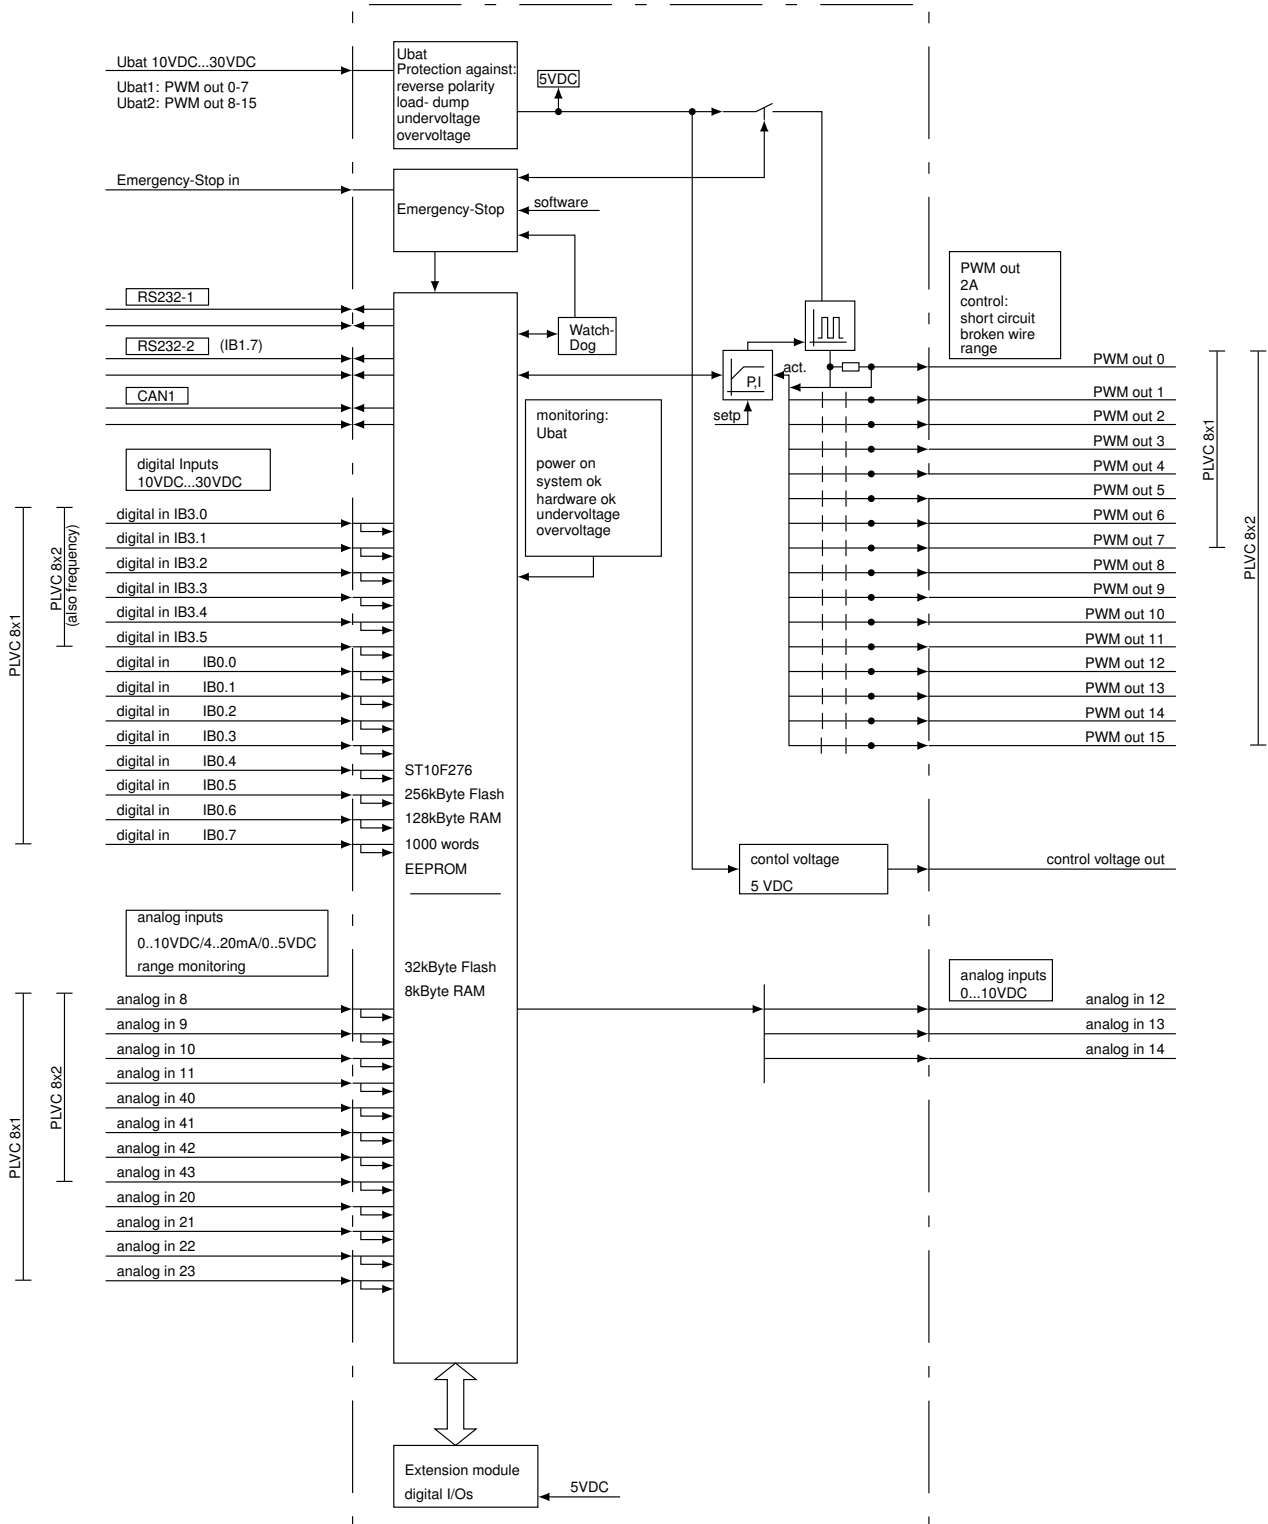 Ubat 10VDC...30VDC
Ubat1: PWM out 0-7
Ubat2: PWM out 8-15
Ubat
Protection against:
reverse polarity
load- dump
undervoltage
overvoltage
5VDC
Emergency-Stop in
Emergency-Stop
software
RS232-1
RS232-2 (IB1.7)
CAN1
Watch-
Dog
P,I
act.
setp
PWM out
2A
control:
short circuit
broken wire
range
monitoring:
Ubat
power on
system ok
hardware ok
undervoltage
overvoltage
digital Inputs
10VDC...30VDC
PLVC 8x1
PLVC 8x2
(also frequency)
digital in IB3.0
digital in IB3.1
digital in IB3.2
digital in IB3.3
digital in IB3.4
digital in IB3.5
digital in IB0.0
digital in IB0.1
digital in IB0.2
digital in IB0.3
digital in IB0.4
digital in IB0.5
digital in IB0.6
digital in IB0.7
ST10F276
256kByte Flash
128kByte RAM
1000 words
EEPROM
32kByte Flash
8kByte RAM
PWM out 0
PWM out 1
PWM out 2
PWM out 3
PWM out 4
PWM out 5
PWM out 6
PWM out 7
PWM out 8
PWM out 9
PWM out 10
PWM out 11
PWM out 12
PWM out 13
PWM out 14
PWM out 15
PLVC 8x1
PLVC 8x2
contol voltage
5 VDC
control voltage out
analog inputs
0..10VDC/4..20mA/0..5VDC
range monitoring
PLVC 8x1
PLVC 8x2
analog in 8
analog in 9
analog in 10
analog in 11
analog in 40
analog in 41
analog in 42
analog in 43
analog in 20
analog in 21
analog in 22
analog in 23
analog inputs
0...10VDC
analog in 12
analog in 13
analog in 14
Extension module
digital I/Os
5VDC